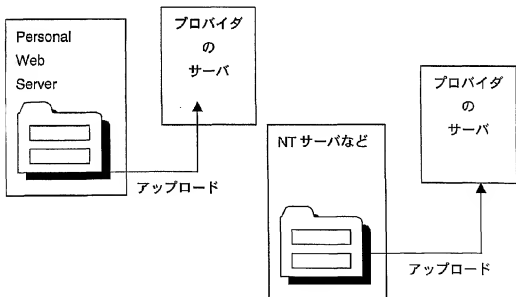 Personal
Web
Server
プロバイダ
の
サーバ
アップロード
NTサーバなど
プロバイダ
の
サーバ
アップロード